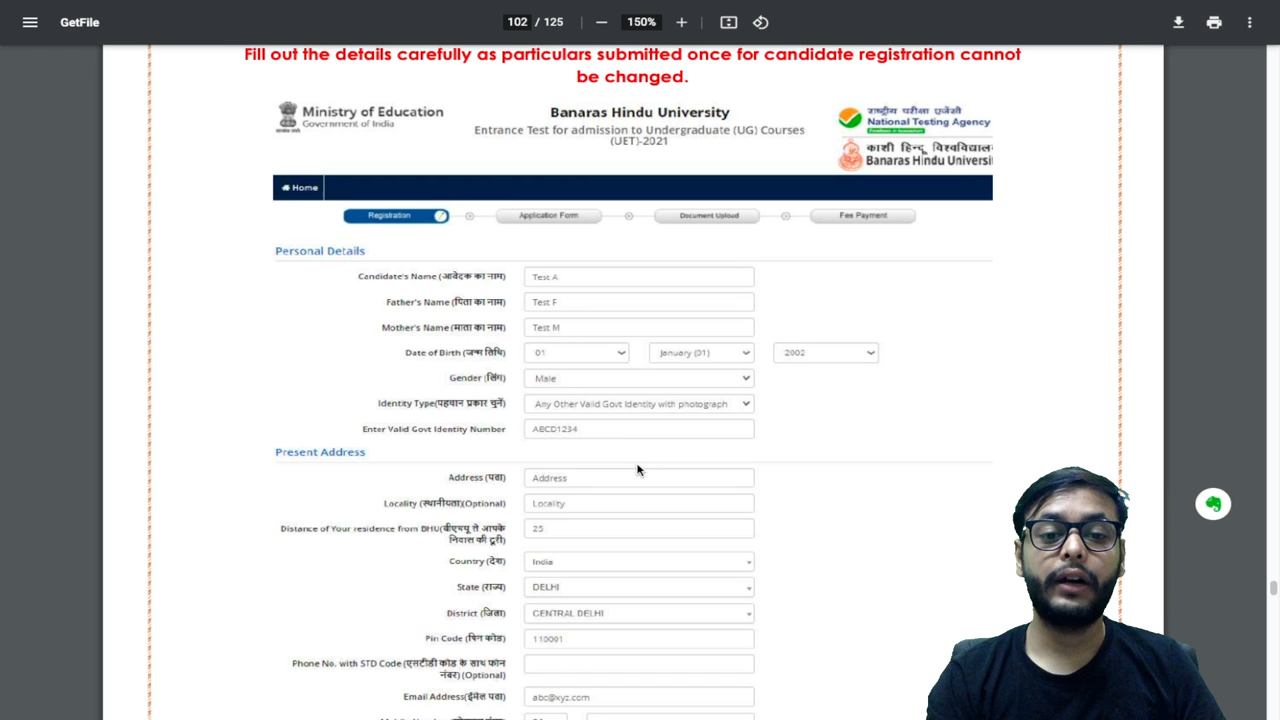 GetFile
102 / 125
150%
Fill out the details carefully as particulars submitted once for candidate registration cannot
be changed.
Ministry of Education
Government of India
Banaras Hindu University
Entrance Test for admission to Undergraduate (UG) Courses
(UET)-2021
राष्ट्रीय परीक्षा एजेंसी
National Testing Agency
काशी हिन्दू विश्वविद्याल
Banaras Hindu Universi
Home
Registration
Application Form
Document Upload
Fee Payment
Personal Details
Candidate's Name (आवेदक का नाम) Test A
Father's Name (पिता का नाम) Test F
Mother's Name (माता का नाम) Test M
Date of Birth (जन्म तिथि) 01 January (01) 2002
Gender (लिंग) Male
Identity Type(पहचान प्रकार चुनें) Any Other Valid Govt Identity with photograph
Enter Valid Govt Identity Number ABCD1234
Present Address
Address (पता) Address
Locality (स्थानीयता)(Optional) Locality
Distance of Your residence from BHU(बीएचयू से आपके 25
निवास की दूरी)
Country (देश) India
State (राज्य) DELHI
District (जिला) CENTRAL DELHI
Pin Code (पिन कोड) 110001
Phone No. with STD Code (एसटीडी कोड के साथ फोन
नंबर) (Optional)
Email Address(ईमेल पता) abc@xyz.com